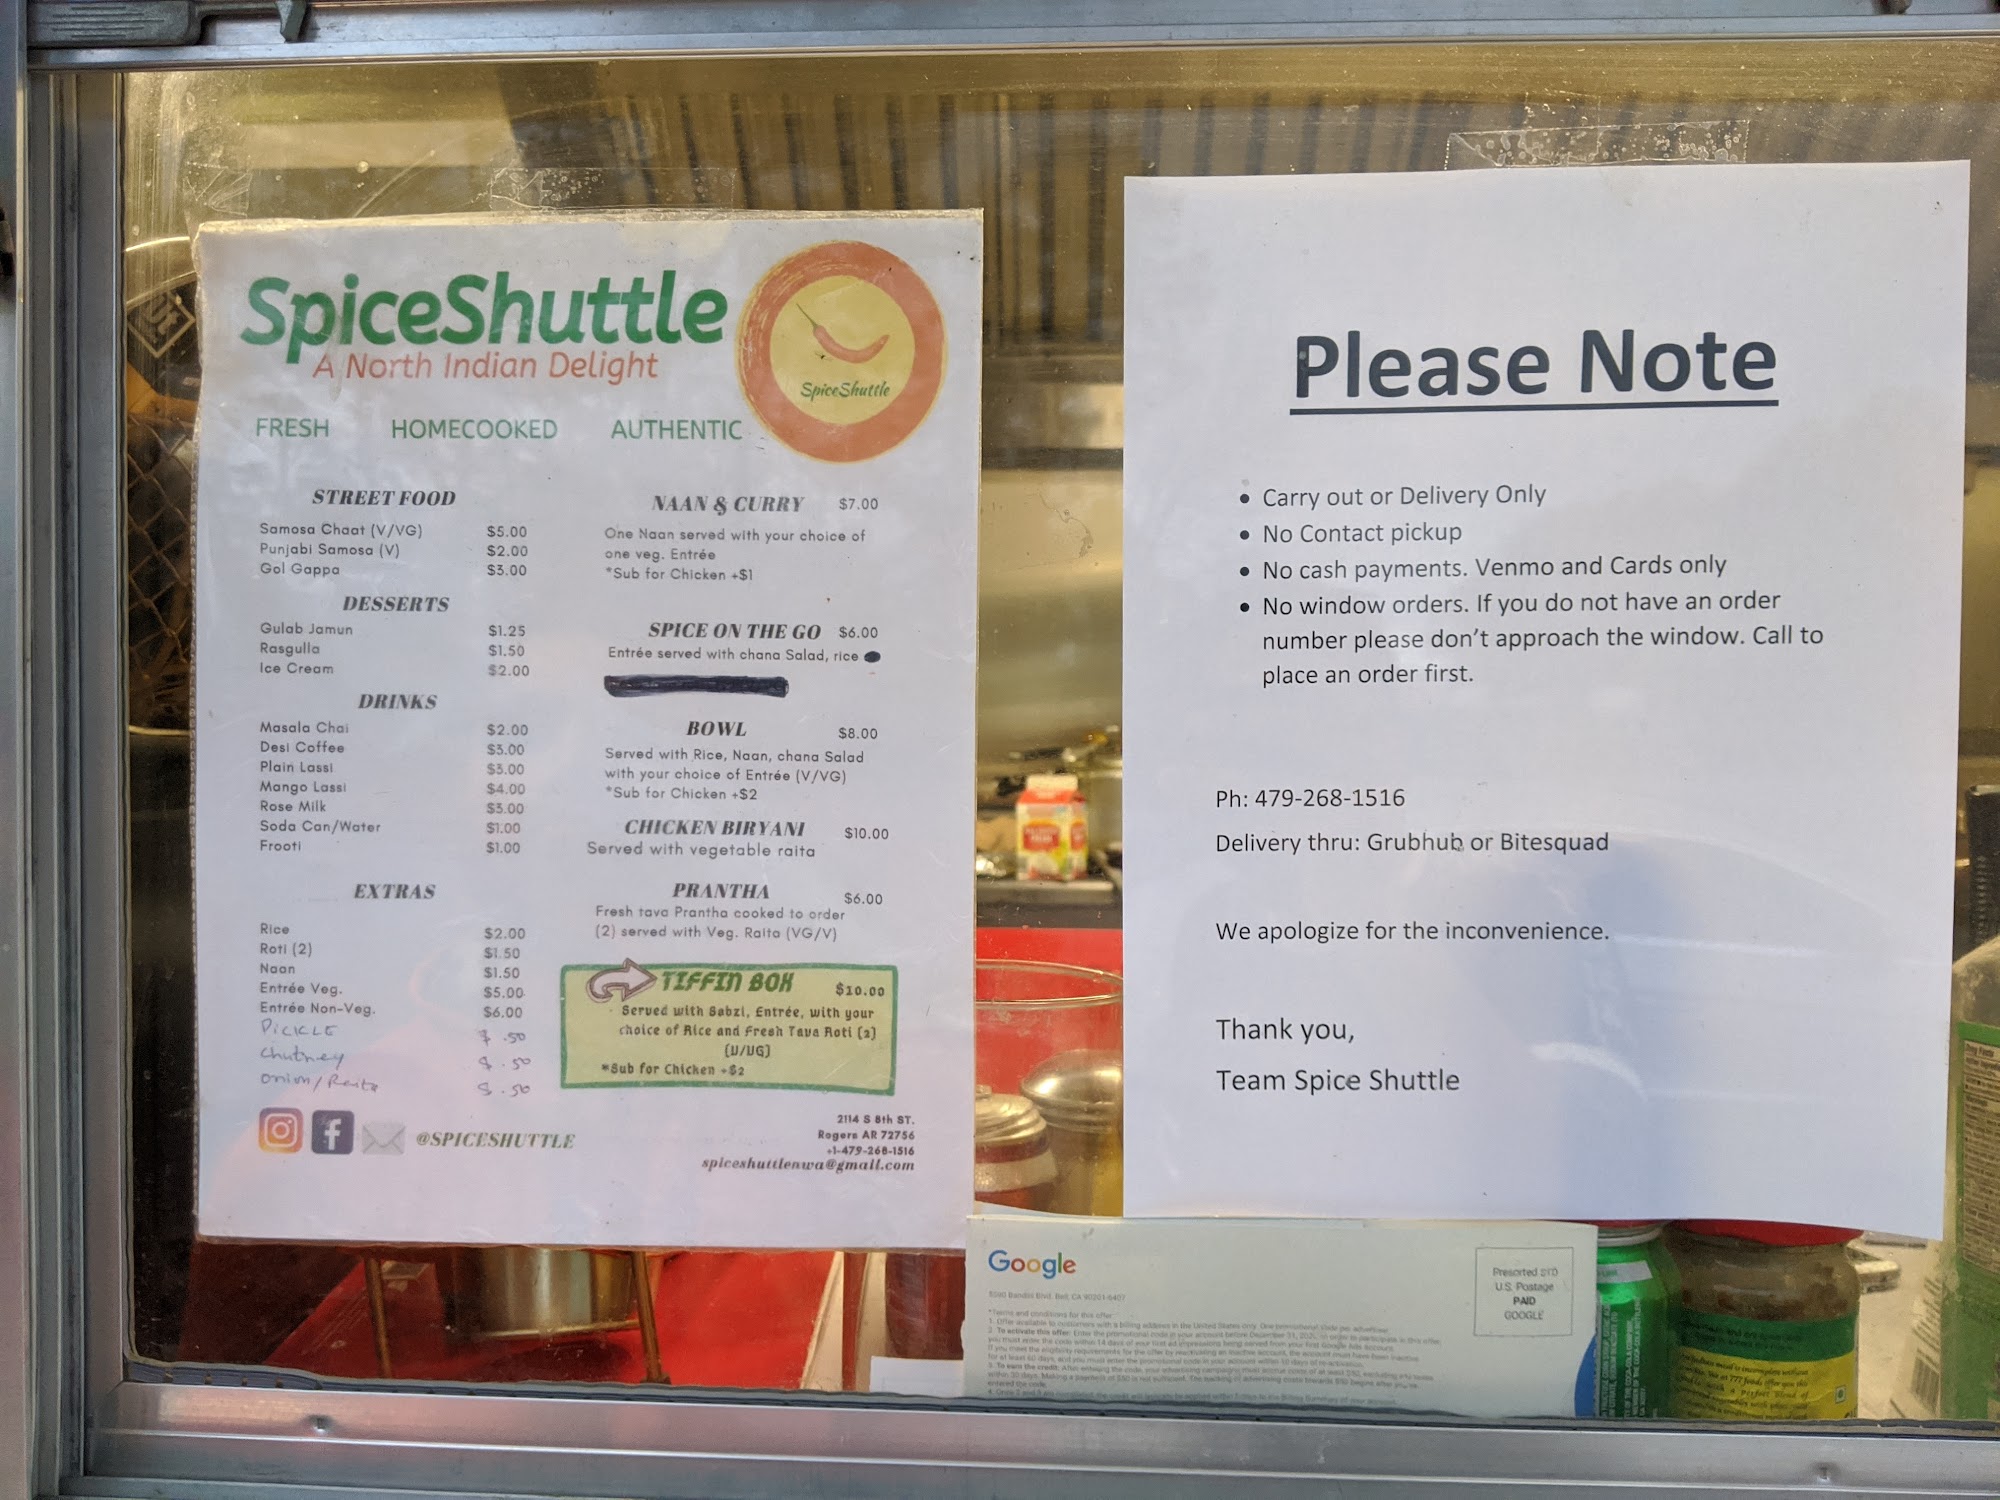 SpiceShuttle
A North Indian Delight
SpiceShuttle
FRESH HOMECOOKED AUTHENTIC
STREET FOOD
Samosa Chaat (V/VG) $5.00
Punjabi Samosa (V) $2.00
Gol Gappa $3.00
DESSERTS
Gulab Jamun $1.25
Rasgulla $1.50
Ice Cream $2.00
DRINKS
Masala Chai $2.00
Desi Coffee $3.00
Plain Lassi $3.00
Mango Lassi $4.00
Rose Milk $3.00
Soda Can/Water $1.00
Frooti $1.00
EXTRAS
Rice $2.00
Roti (2) $1.50
Naan $1.50
Entrée Veg. $5.00
Entrée Non-Veg. $6.00
PICKLE $ .50
Chutney $ .50
Onion/Raita $ .50
NAAN & CURRY $7.00
One Naan served with your choice of
one veg. Entrée
*Sub for Chicken +$1
SPICE ON THE GO $6.00
Entrée served with chana Salad, rice
BOWL $8.00
Served with Rice, Naan, chana Salad
with your choice of Entrée (V/VG)
*Sub for Chicken +$2
CHICKEN BIRYANI $10.00
Served with vegetable raita
PRANTHA $6.00
Fresh tava Prantha cooked to order
(2) served with Veg. Raita (VG/V)
TIFFIN BOX $10.00
Served with Sabzi, Entrée, with your
choice of Rice and Fresh Tava Roti (2)
(V/VG)
*Sub for Chicken +$2
@SPICESHUTTLE
2114 S 8th ST.
Rogers AR 72756
+1-479-268-1516
spiceshuttlenwa@gmail.com
Please Note
• Carry out or Delivery Only
• No Contact pickup
• No cash payments. Venmo and Cards only
• No window orders. If you do not have an order
number please don't approach the window. Call to
place an order first.
Ph: 479-268-1516
Delivery thru: Grubhub or Bitesquad
We apologize for the inconvenience.
Thank you,
Team Spice Shuttle
Google
Presorted STD
U.S. Postage
PAID
GOOGLE
*Terms and conditions for this offer